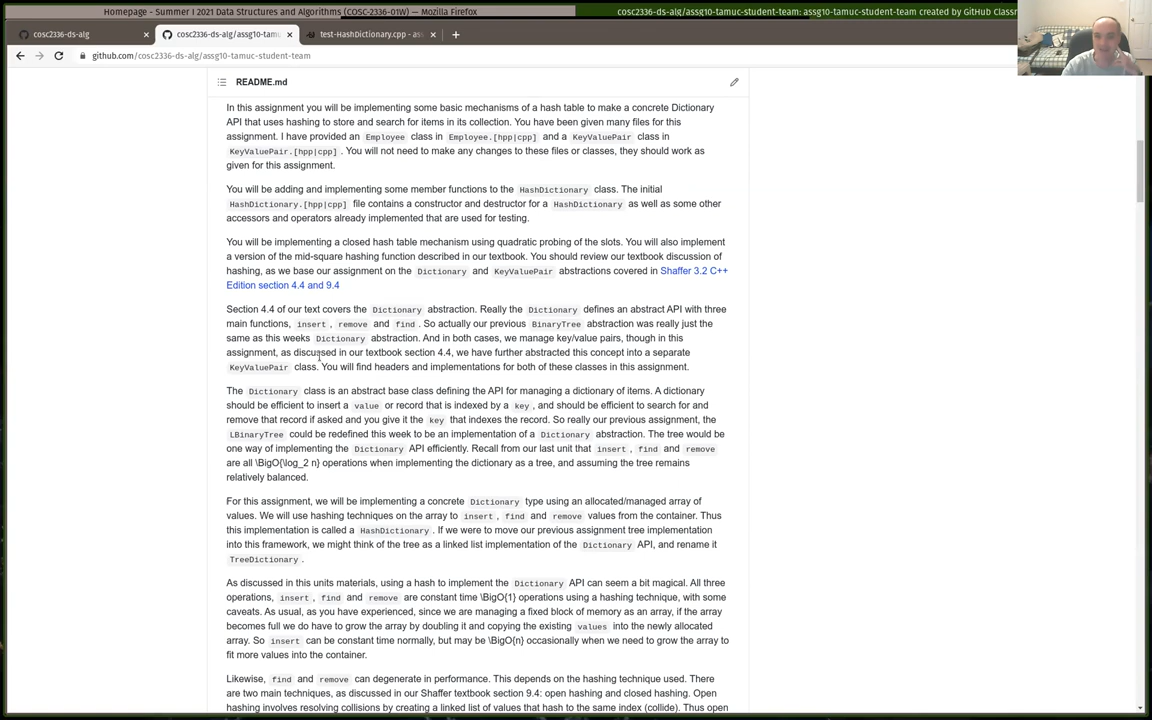 Homepage - Summer I 2021 Data Structures and Algorithms (COSC-2336-01W) — Mozilla Firefox
cosc2336-ds-alg/assg10-tamuc-student-team: assg10-tamuc-student-team created by GitHub Classr
cosc2336-ds-alg
cosc2336-ds-alg/assg10-tamu
test-HashDictionary.cpp - ass
github.com/cosc2336-ds-alg/assg10-tamuc-student-team
README.md
In this assignment you will be implementing some basic mechanisms of a hash table to make a concrete Dictionary
API that uses hashing to store and search for items in its collection. You have been given many files for this
assignment. I have provided an Employee class in Employee.[hpp|cpp] and a KeyValuePair class in
KeyValuePair.[hpp|cpp] . You will not need to make any changes to these files or classes, they should work as
given for this assignment.
You will be adding and implementing some member functions to the HashDictionary class. The initial
HashDictionary.[hpp|cpp] file contains a constructor and destructor for a HashDictionary as well as some other
accessors and operators already implemented that are used for testing.
You will be implementing a closed hash table mechanism using quadratic probing of the slots. You will also implement
a version of the mid-square hashing function described in our textbook. You should review our textbook discussion of
hashing, as we base our assignment on the Dictionary and KeyValuePair abstractions covered in Shaffer 3.2 C++
Edition section 4.4 and 9.4
Section 4.4 of our text covers the Dictionary abstraction. Really the Dictionary defines an abstract API with three
main functions, insert , remove and find . So actually our previous BinaryTree abstraction was really just the
same as this weeks Dictionary abstraction. And in both cases, we manage key/value pairs, though in this
assignment, as discussed in our textbook section 4.4, we have further abstracted this concept into a separate
KeyValuePair class. You will find headers and implementations for both of these classes in this assignment.
The Dictionary class is an abstract base class defining the API for managing a dictionary of items. A dictionary
should be efficient to insert a value or record that is indexed by a key , and should be efficient to search for and
remove that record if asked and you give it the key that indexes the record. So really our previous assignment, the
LBinaryTree could be redefined this week to be an implementation of a Dictionary abstraction. The tree would be
one way of implementing the Dictionary API efficiently. Recall from our last unit that insert , find and remove
are all \BigO{\log_2 n} operations when implementing the dictionary as a tree, and assuming the tree remains
relatively balanced.
For this assignment, we will be implementing a concrete Dictionary type using an allocated/managed array of
values. We will use hashing techniques on the array to insert , find and remove values from the container. Thus
this implementation is called a HashDictionary . If we were to move our previous assignment tree implementation
into this framework, we might think of the tree as a linked list implementation of the Dictionary API, and rename it
TreeDictionary .
As discussed in this units materials, using a hash to implement the Dictionary API can seem a bit magical. All three
operations, insert , find and remove are constant time \BigO{1} operations using a hashing technique, with some
caveats. As usual, as you have experienced, since we are managing a fixed block of memory as an array, if the array
becomes full we do have to grow the array by doubling it and copying the existing values into the newly allocated
array. So insert can be constant time normally, but may be \BigO{n} occasionally when we need to grow the array to
fit more values into the container.
Likewise, find and remove can degenerate in performance. This depends on the hashing technique used. There
are two main techniques, as discussed in our Shaffer textbook section 9.4: open hashing and closed hashing. Open
hashing involves resolving collisions by creating a linked list of values that hash to the same index (collide). Thus open